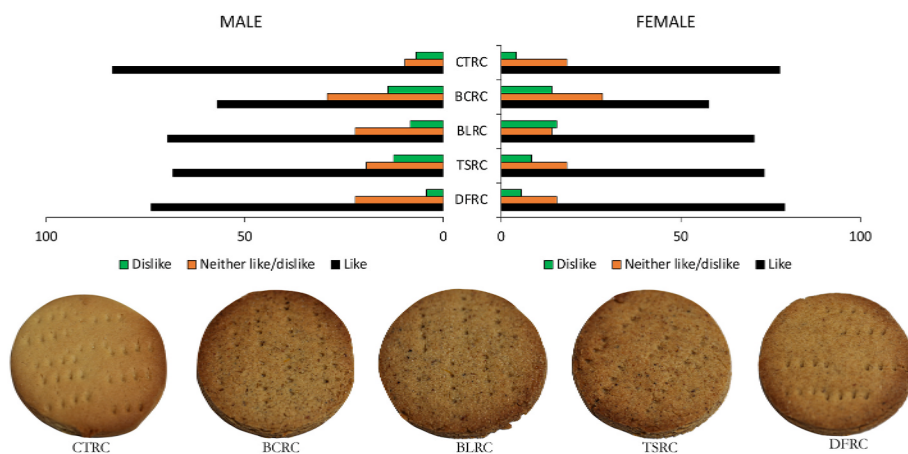 MALE FEMALE
CTRC
BCRC
BLRC
TSRC
DFRC
100 50 0 0 50 100
Dislike Neither like/dislike Like Dislike Neither like/dislike Like
CTRC BCRC BLRC TSRC DFRC